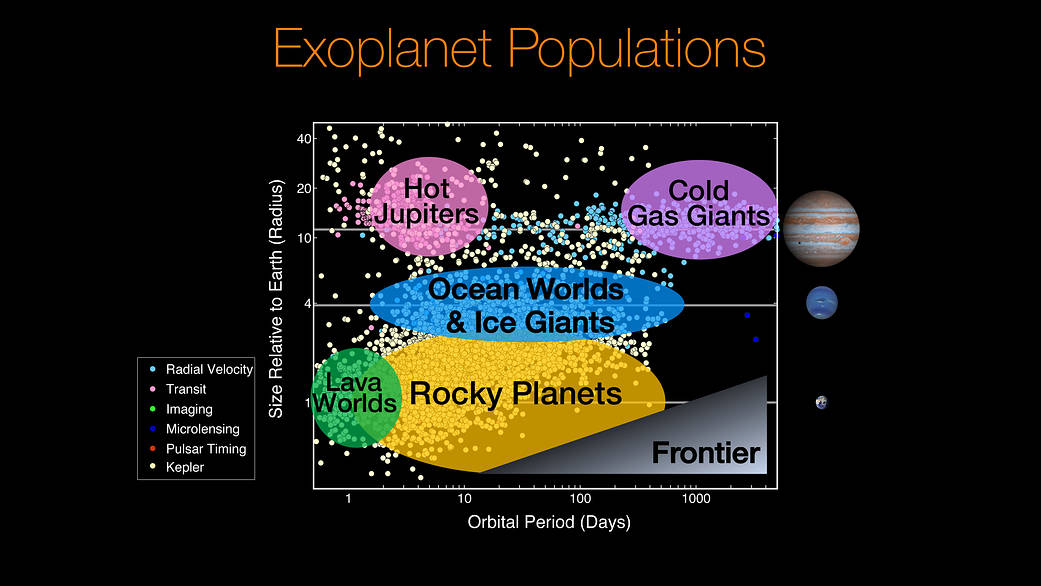 Exoplanet Populations
40
20
10
4
1
Size Relative to Earth (Radius)
Hot
Jupiters
Cold
Gas Giants
Ocean Worlds
& Ice Giants
Lava
Worlds
Rocky Planets
Frontier
Radial Velocity
Transit
Imaging
Microlensing
Pulsar Timing
Kepler
1
10
100
1000
Orbital Period (Days)